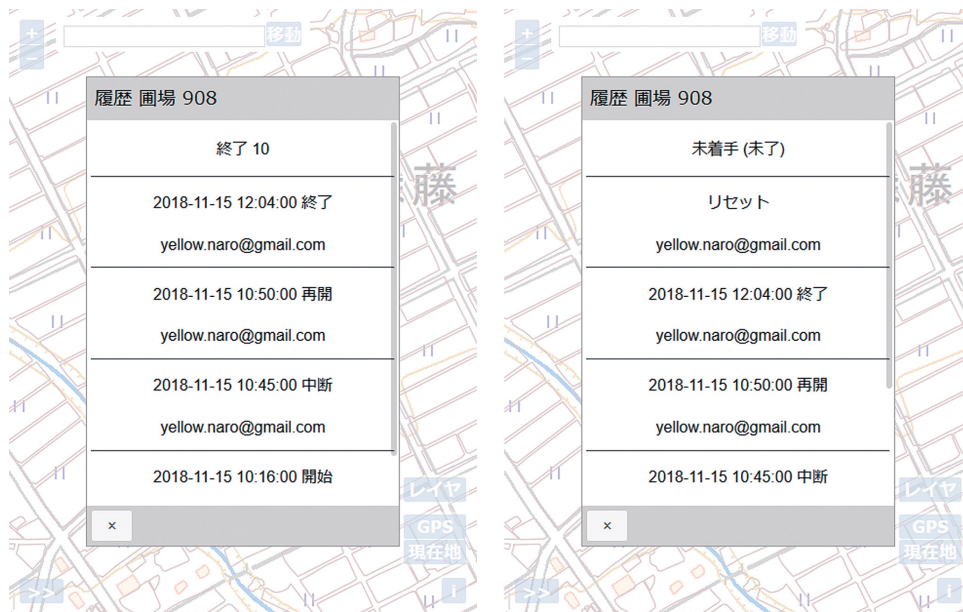 +
移動
−
履歴 圃場 908
終了 10
2018-11-15 12:04:00 終了
yellow.naro@gmail.com
2018-11-15 10:50:00 再開
yellow.naro@gmail.com
2018-11-15 10:45:00 中断
yellow.naro@gmail.com
2018-11-15 10:16:00 開始
×
藤
レイヤ
GPS
現在地
>>
i
+
移動
−
履歴 圃場 908
未着手 (未了)
リセット
yellow.naro@gmail.com
2018-11-15 12:04:00 終了
yellow.naro@gmail.com
2018-11-15 10:50:00 再開
yellow.naro@gmail.com
2018-11-15 10:45:00 中断
×
藤
レイヤ
GPS
現在地
>>
i